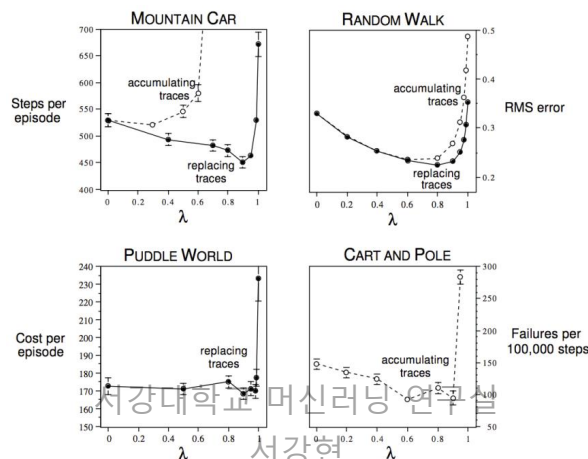 MOUNTAIN CAR
700
650
600
550
500
450
400
Steps per
episode
accumulating
traces
replacing
traces
0
0.2
0.4
0.6
0.8
1
λ
RANDOM WALK
0.5
0.4
0.3
0.2
RMS error
accumulating
traces
replacing
traces
0
0.2
0.4
0.6
0.8
1
λ
PUDDLE WORLD
240
230
220
210
200
190
180
170
160
150
Cost per
episode
replacing
traces
0
0.2
0.4
0.6
0.8
1
λ
CART AND POLE
300
250
200
150
100
50
Failures per
100,000 steps
accumulating
traces
0
0.2
0.4
0.6
0.8
1
λ
서강대학교 머신러닝 연구실
서강현